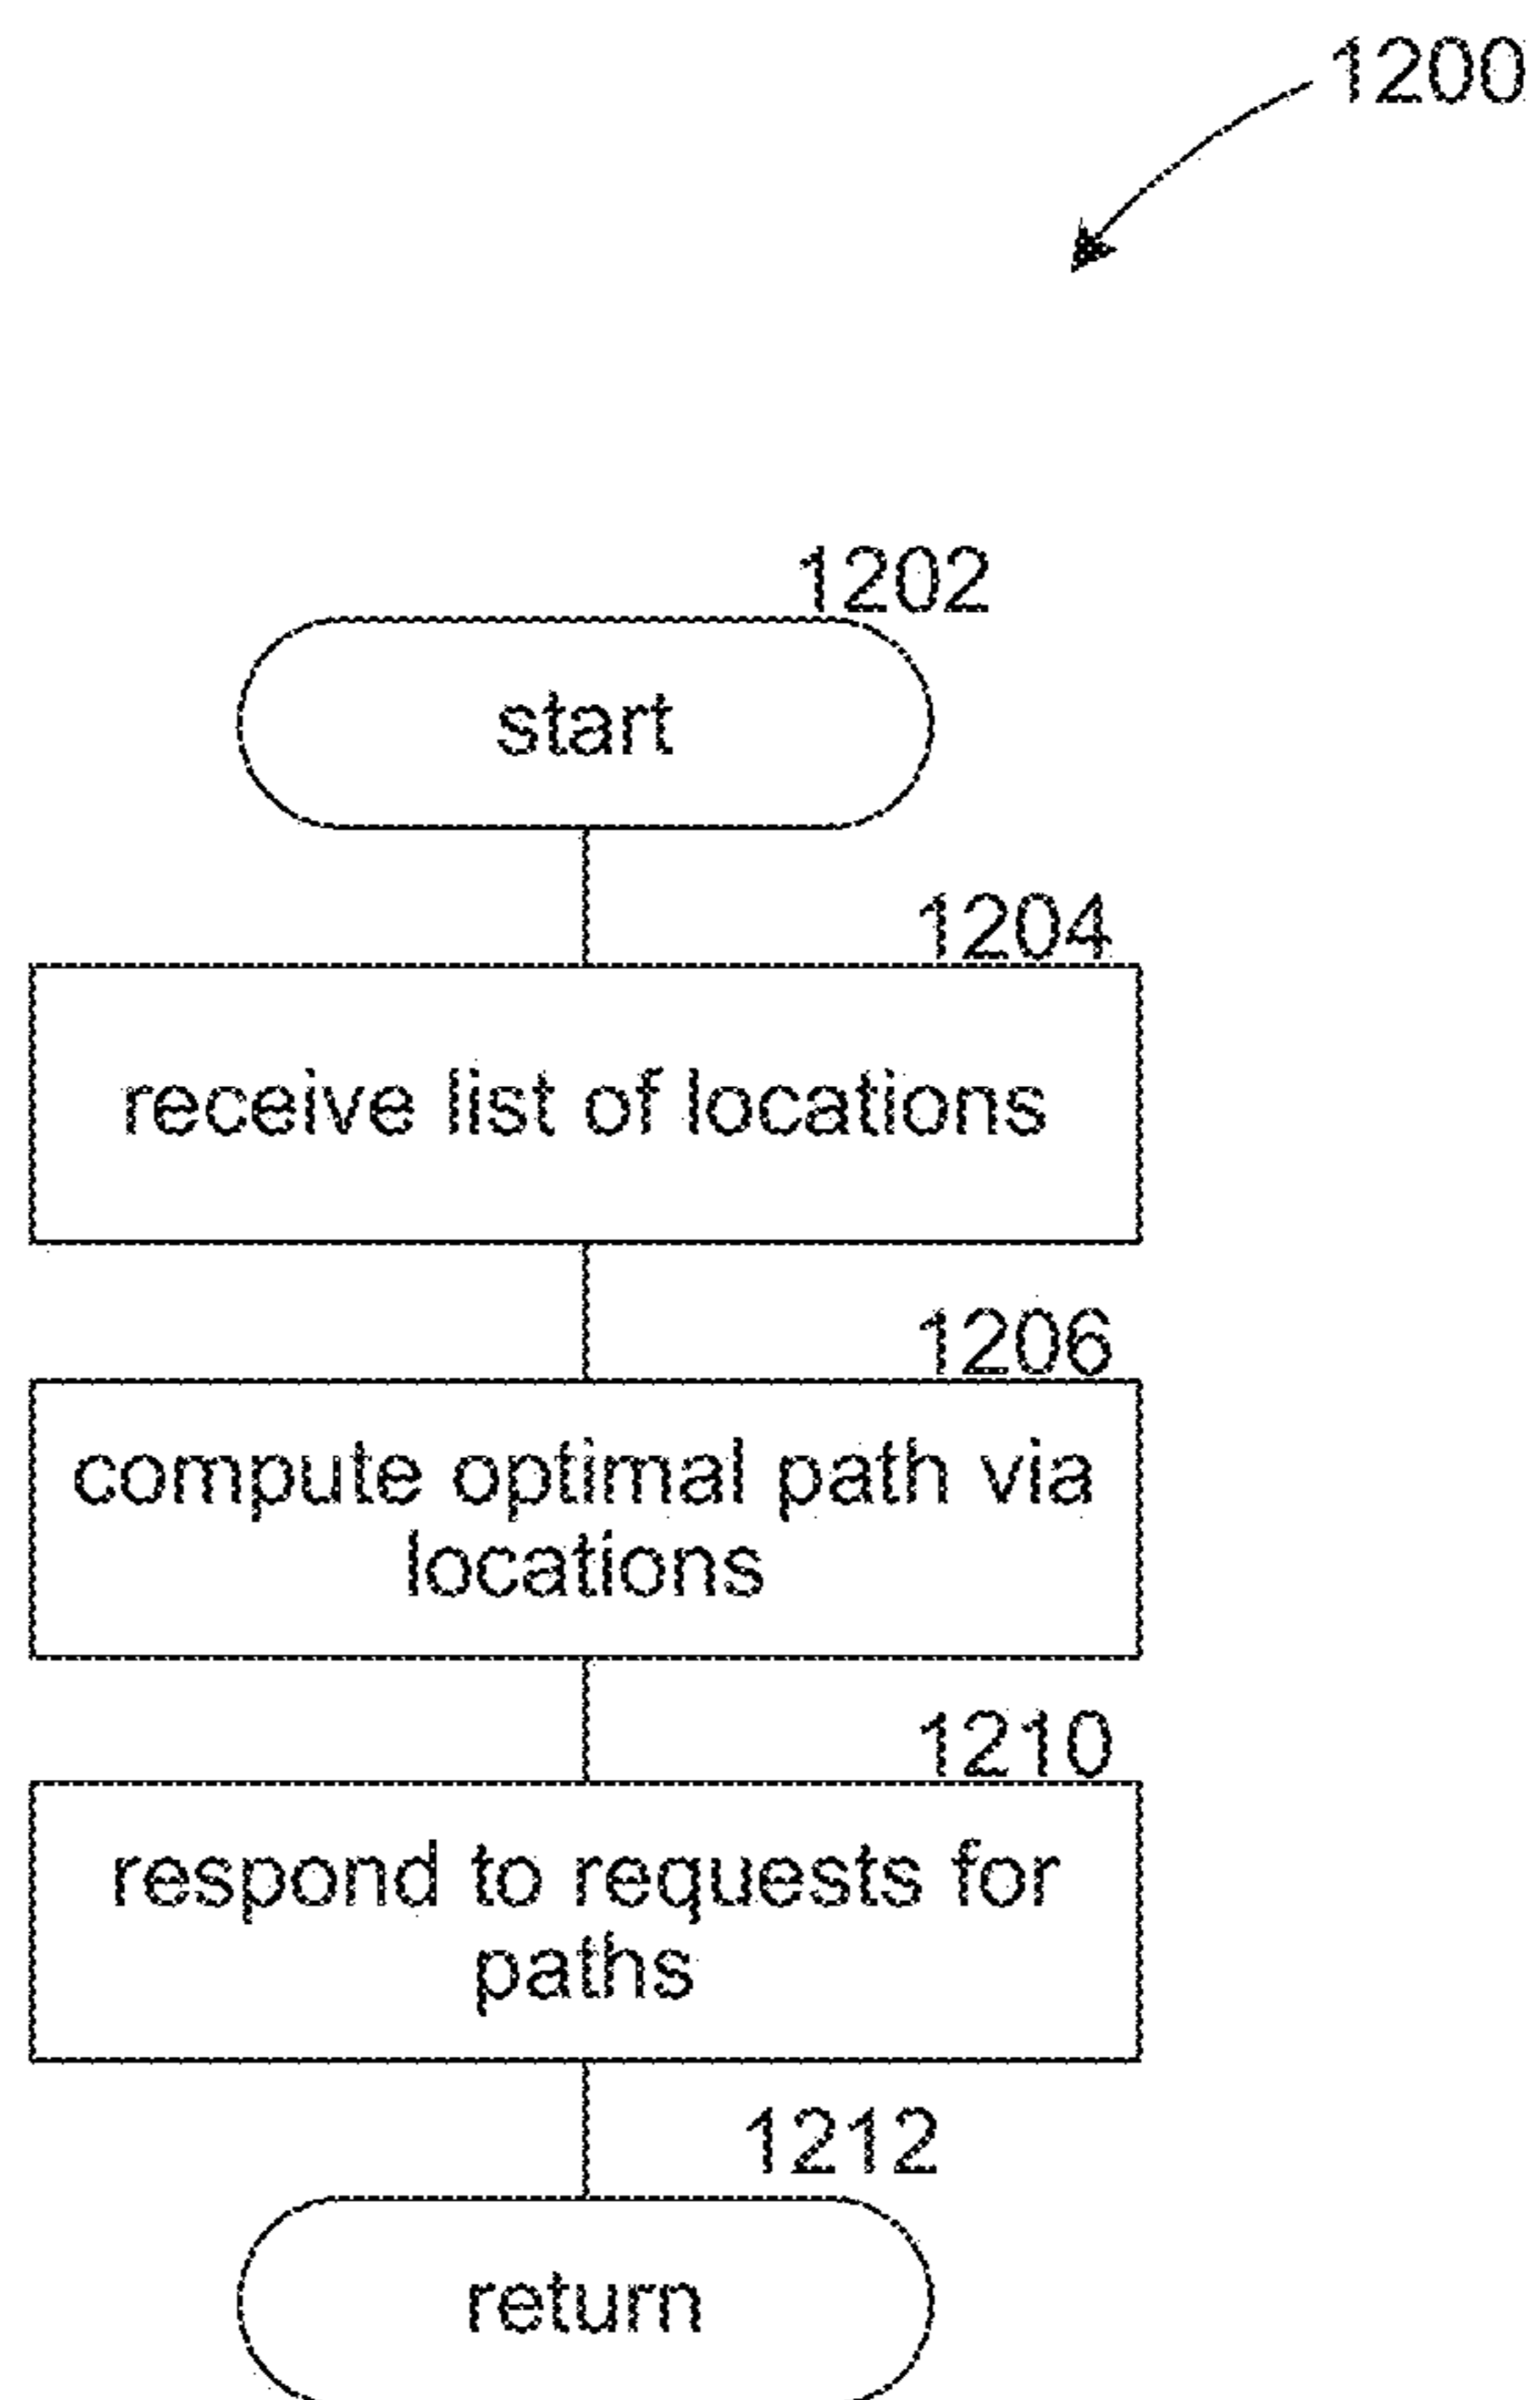 1200
1202
start
1204
receive list of locations
1206
compute optimal path via
locations
1210
respond to requests for
paths
1212
return